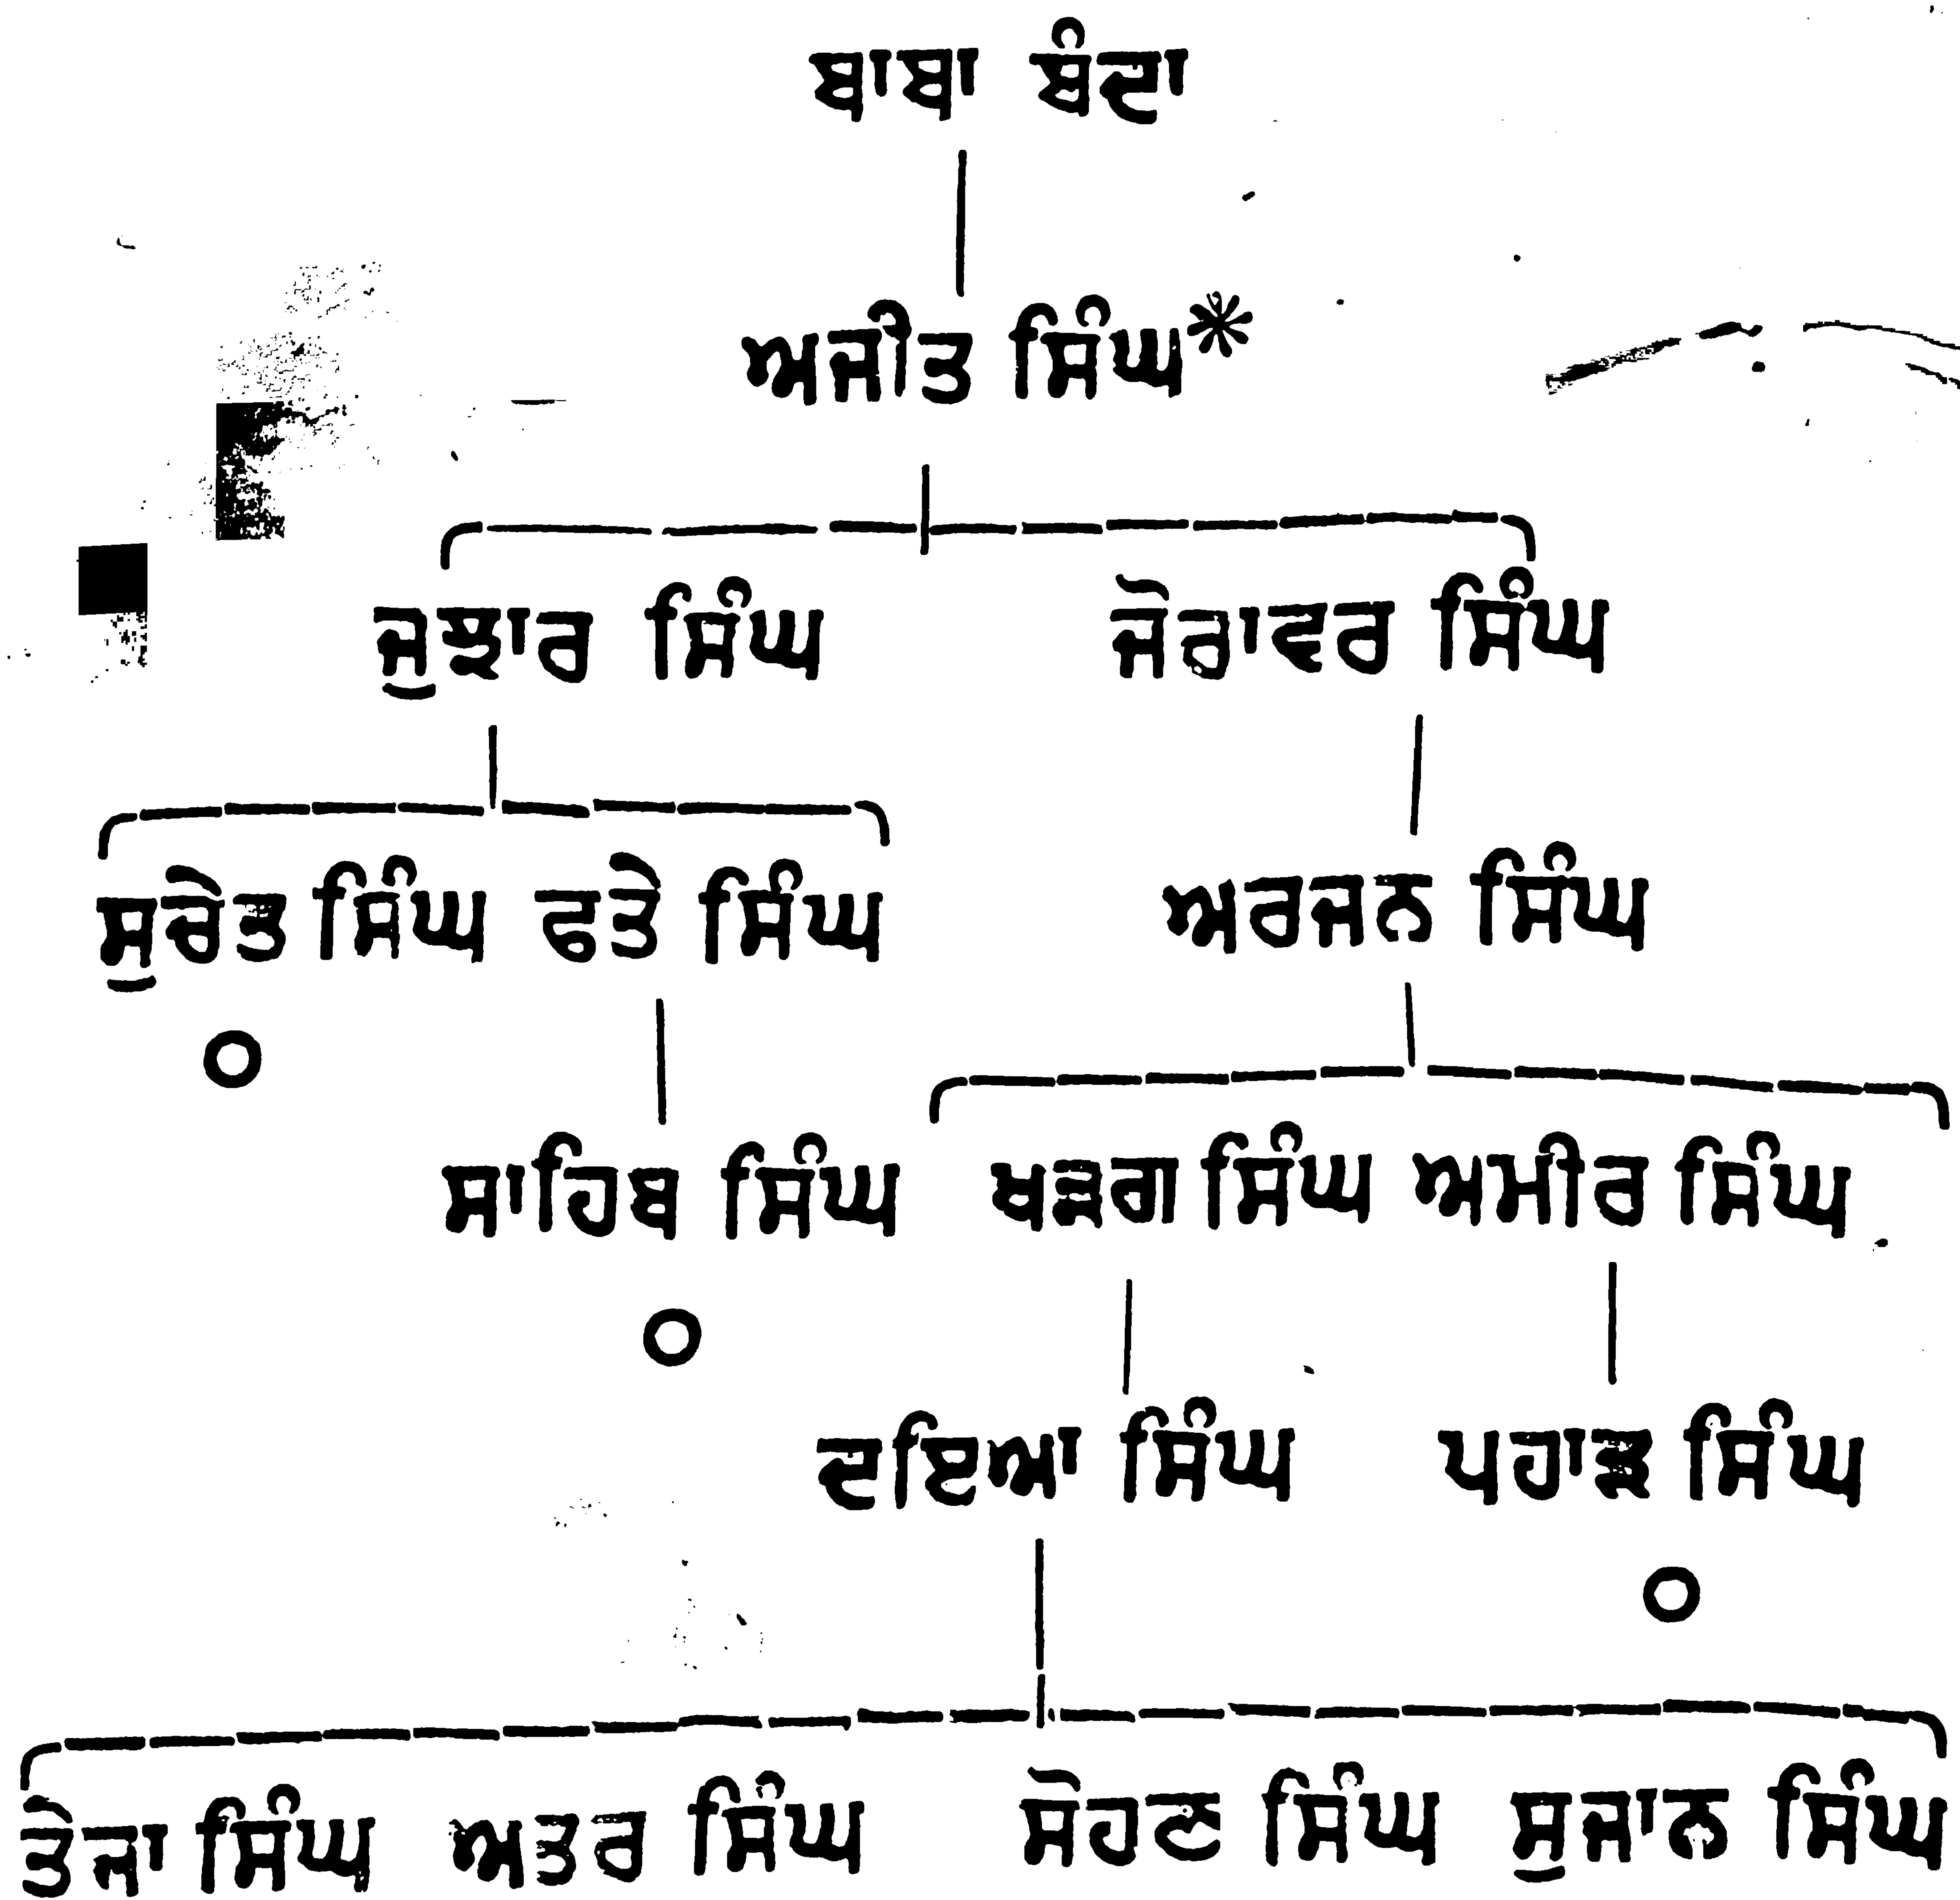 ਬਾਬਾ ਬੰਦਾ
ਅਜੀਤ ਸਿੰਘ*
ਜੁਝਾਰ ਸਿੰਘ ਜੋਰਾਵਰ ਸਿੰਘ
ਸੁਚੇਤ ਸਿੰਘ ਫਤੇ ਸਿੰਘ ਅਰਜਨ ਸਿੰਘ
ਸਾਹਿਬ ਸਿੰਘ ਖੜਗ ਸਿੰਘ ਅਮੀਰ ਸਿੰਘ
ਦਇਆ ਸਿੰਘ ਪਹਾੜ ਸਿੰਘ
ਤੇਜਾ ਸਿੰਘ ਅਤਰ ਸਿੰਘ ਸੋਹਣ ਸਿੰਘ ਸੁਜਾਨ ਸਿੰਘ